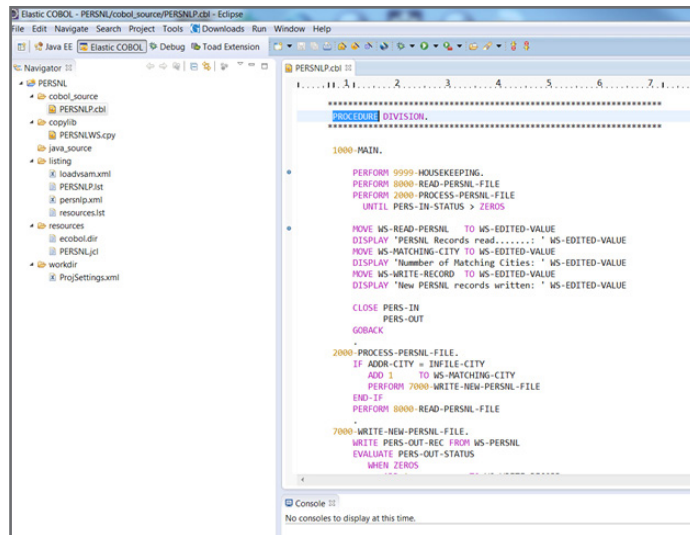 Elastic COBOL - PERSNL/cobol_source/PERSNLP.cbl - Eclipse
File Edit Navigate Search Project Tools Downloads Run Window Help
Java EE Elastic COBOL Debug Toad Extension
Navigator
PERSNL
cobol_source
PERSNLP.cbl
copylib
PERSNLWS.cpy
java_source
listing
loadvsam.xml
PERSNLP.lst
persnlp.xml
resources.lst
resources
ecobol.dir
PERSNL.jcl
workdir
ProjSettings.xml
PERSNLP.cbl
1 2 3 4 5 6 7
PROCEDURE DIVISION.
1000-MAIN.
PERFORM 9999-HOUSEKEEPING.
PERFORM 8000-READ-PERSNL-FILE
PERFORM 2000-PROCESS-PERSNL-FILE
UNTIL PERS-IN-STATUS > ZEROS
MOVE WS-READ-PERSNL TO WS-EDITED-VALUE
DISPLAY 'PERSNL Records read.......: ' WS-EDITED-VALUE
MOVE WS-MATCHING-CITY TO WS-EDITED-VALUE
DISPLAY 'Nummber of Matching Cities: ' WS-EDITED-VALUE
MOVE WS-WRITE-RECORD TO WS-EDITED-VALUE
DISPLAY 'New PERSNL records written: ' WS-EDITED-VALUE
CLOSE PERS-IN
PERS-OUT
GOBACK
.
2000-PROCESS-PERSNL-FILE.
IF ADDR-CITY = INFILE-CITY
ADD 1 TO WS-MATCHING-CITY
PERFORM 7000-WRITE-NEW-PERSNL-FILE
END-IF
PERFORM 8000-READ-PERSNL-FILE
.
7000-WRITE-NEW-PERSNL-FILE.
WRITE PERS-OUT-REC FROM WS-PERSNL
EVALUATE PERS-OUT-STATUS
WHEN ZEROS
Console
No consoles to display at this time.